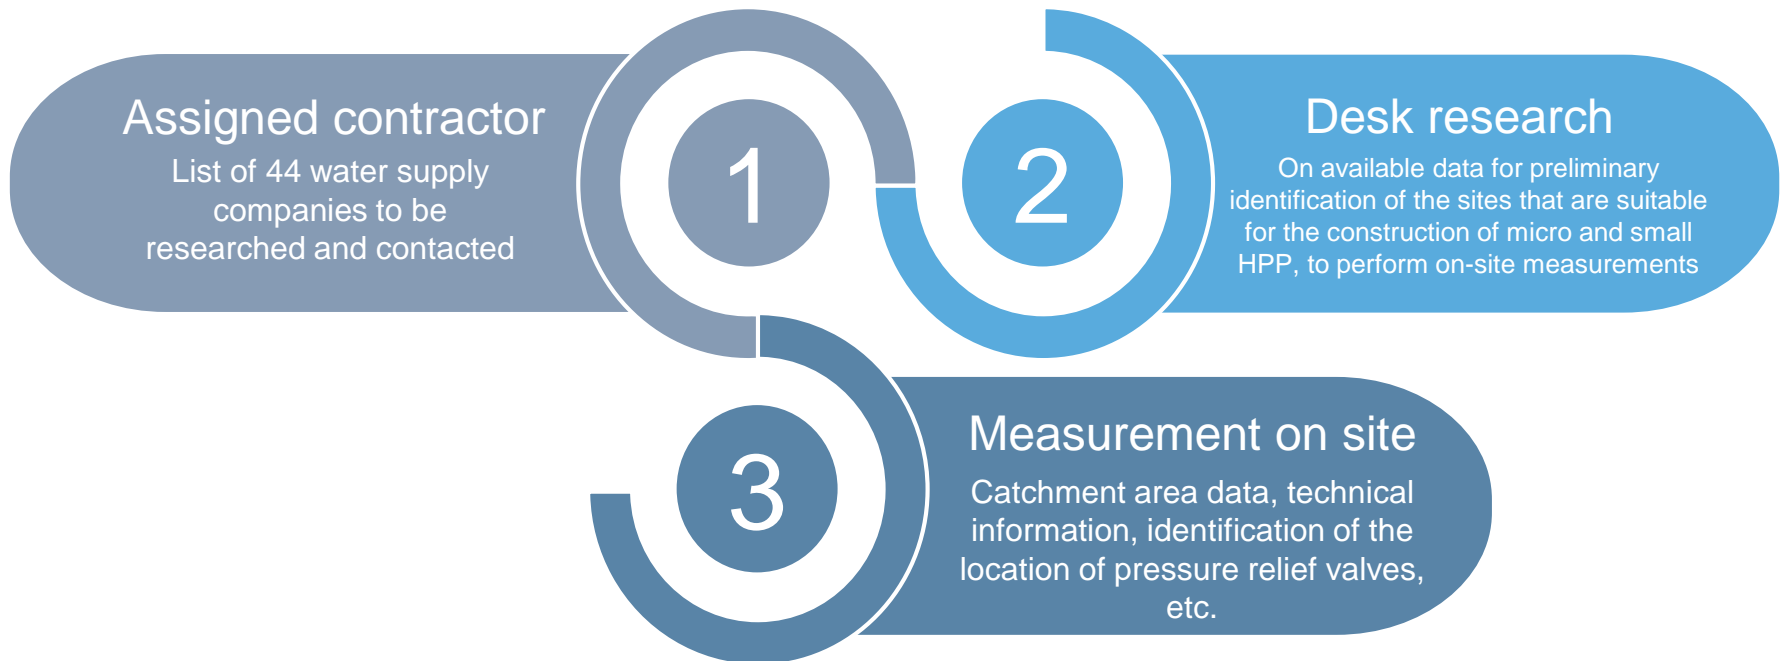 Assigned contractor
List of 44 water supply
companies to be
researched and contacted
1
2
Desk research
On available data for preliminary
identification of the sites that are suitable
for the construction of micro and small
HPP, to perform on-site measurements
3
Measurement on site
Catchment area data, technical
information, identification of the
location of pressure relief valves,
etc.